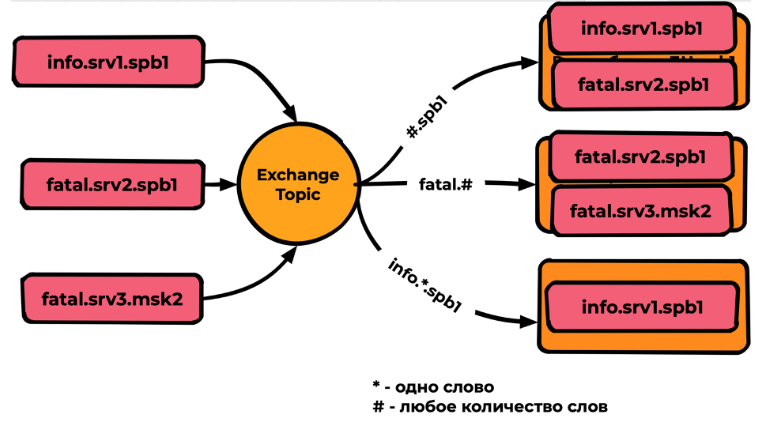 info.srv1.spb1
fatal.srv2.spb1
fatal.srv3.msk2
Exchange
Topic
#.spb1
fatal.#
info.*.spb1
info.srv1.spb1
fatal.srv2.spb1
fatal.srv2.spb1
fatal.srv3.msk2
info.srv1.spb1
* - одно слово
# - любое количество слов